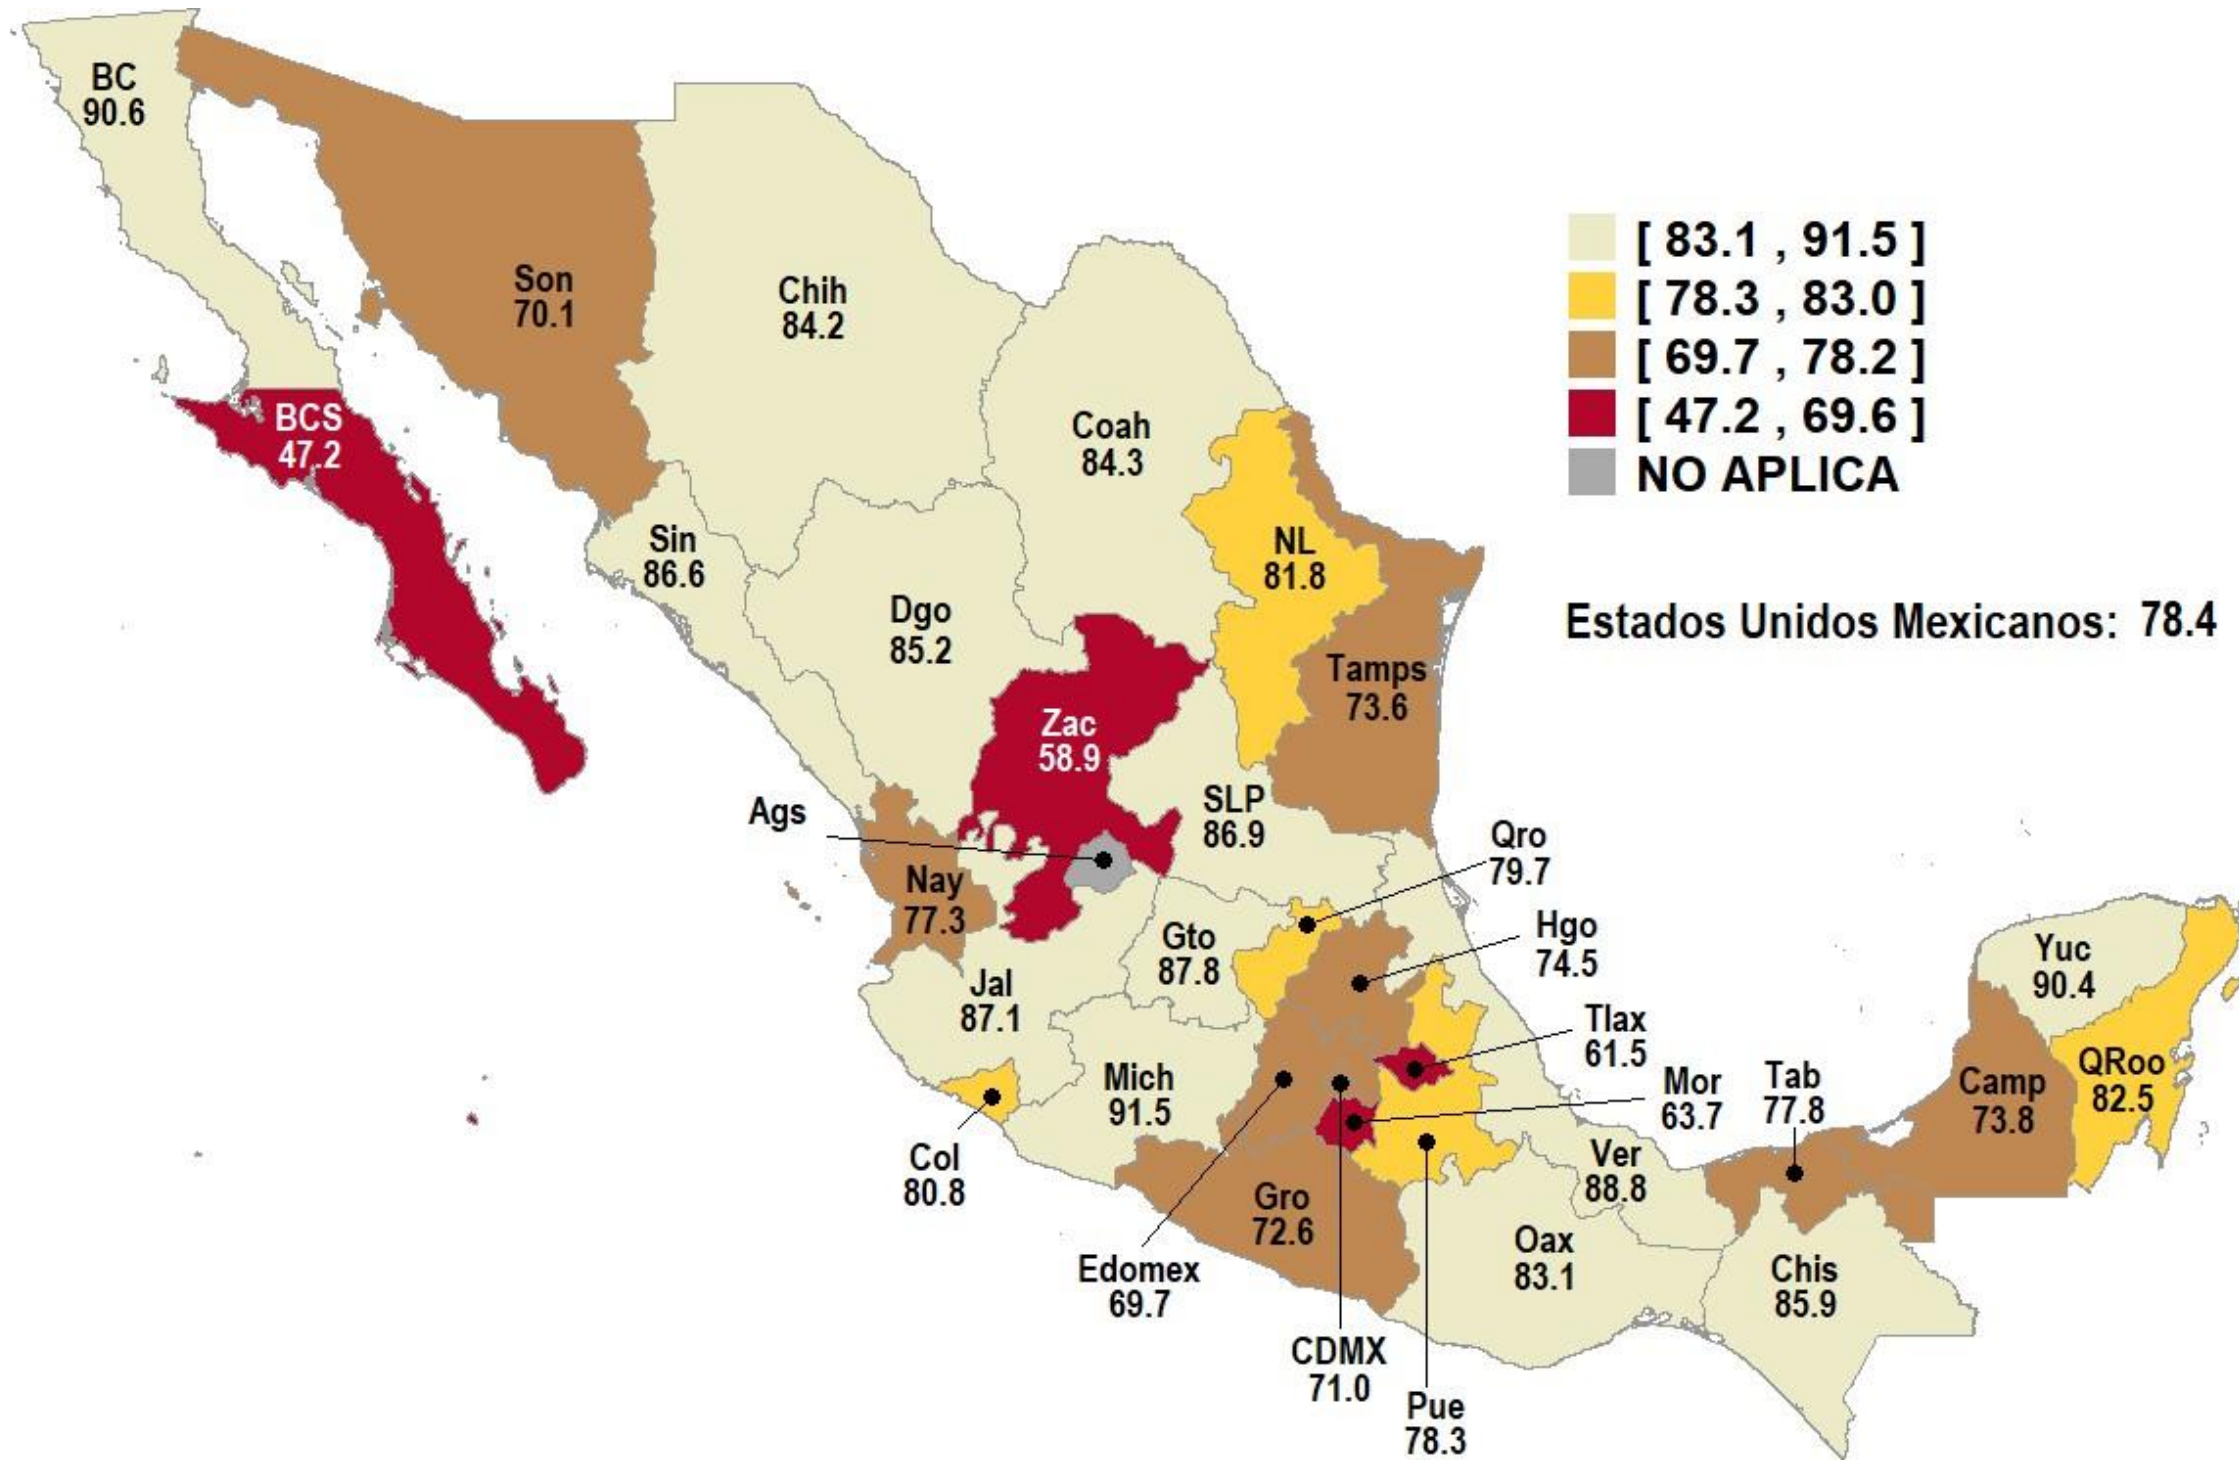 BC
90.6
Son
70.1
Chih
84.2
[ 83.1 , 91.5 ]
[ 78.3 , 83.0 ]
[ 69.7 , 78.2 ]
[ 47.2 , 69.6 ]
NO APLICA
Estados Unidos Mexicanos: 78.4
BCS
47.2
Coah
84.3
Sin
86.6
NL
81.8
Dgo
85.2
Tamps
73.6
Zac
58.9
Ags
SLP
86.9
Qro
79.7
Nay
77.3
Hgo
74.5
Gto
87.8
Yuc
90.4
Jal
87.1
Tlax
61.5
Mich
91.5
Mor
63.7
Tab
77.8
Camp
73.8
QRoo
82.5
Col
80.8
Ver
88.8
Gro
72.6
Oax
83.1
Edomex
69.7
Chis
85.9
CDMX
71.0
Pue
78.3